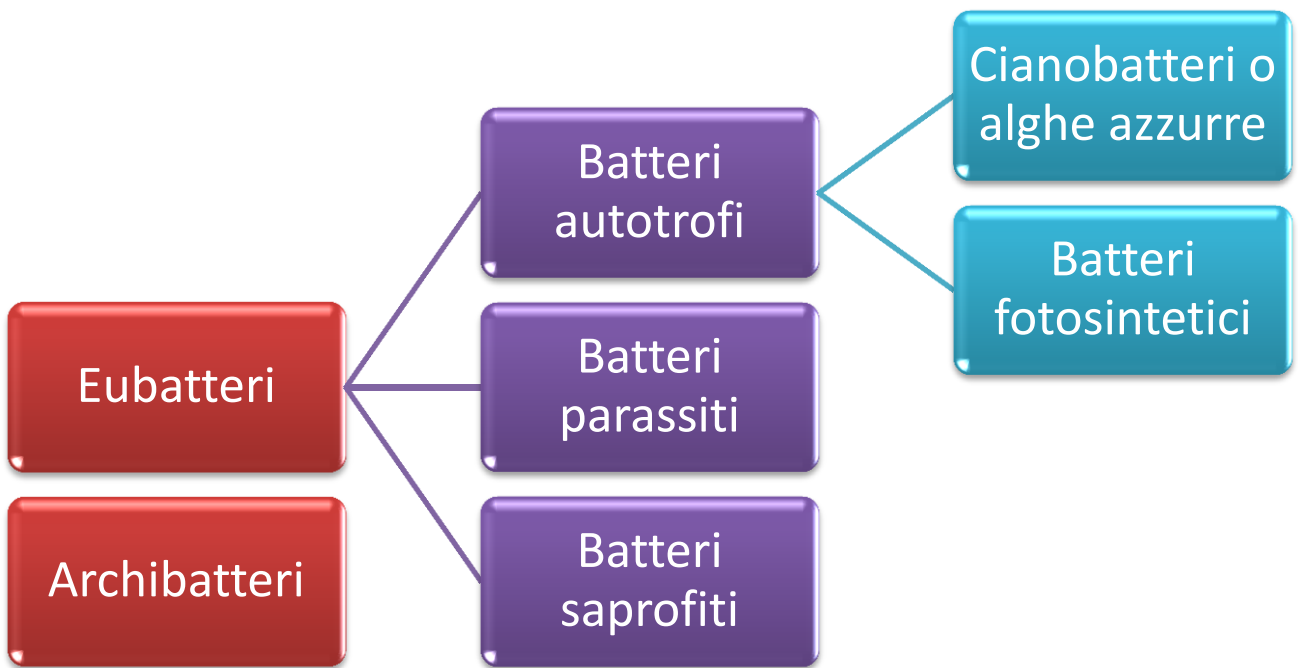 Cianobatteri o
alghe azzurre
Batteri
autotrofi
Batteri
fotosintetici
Eubatteri
Batteri
parassiti
Archibatteri
Batteri
saprofiti